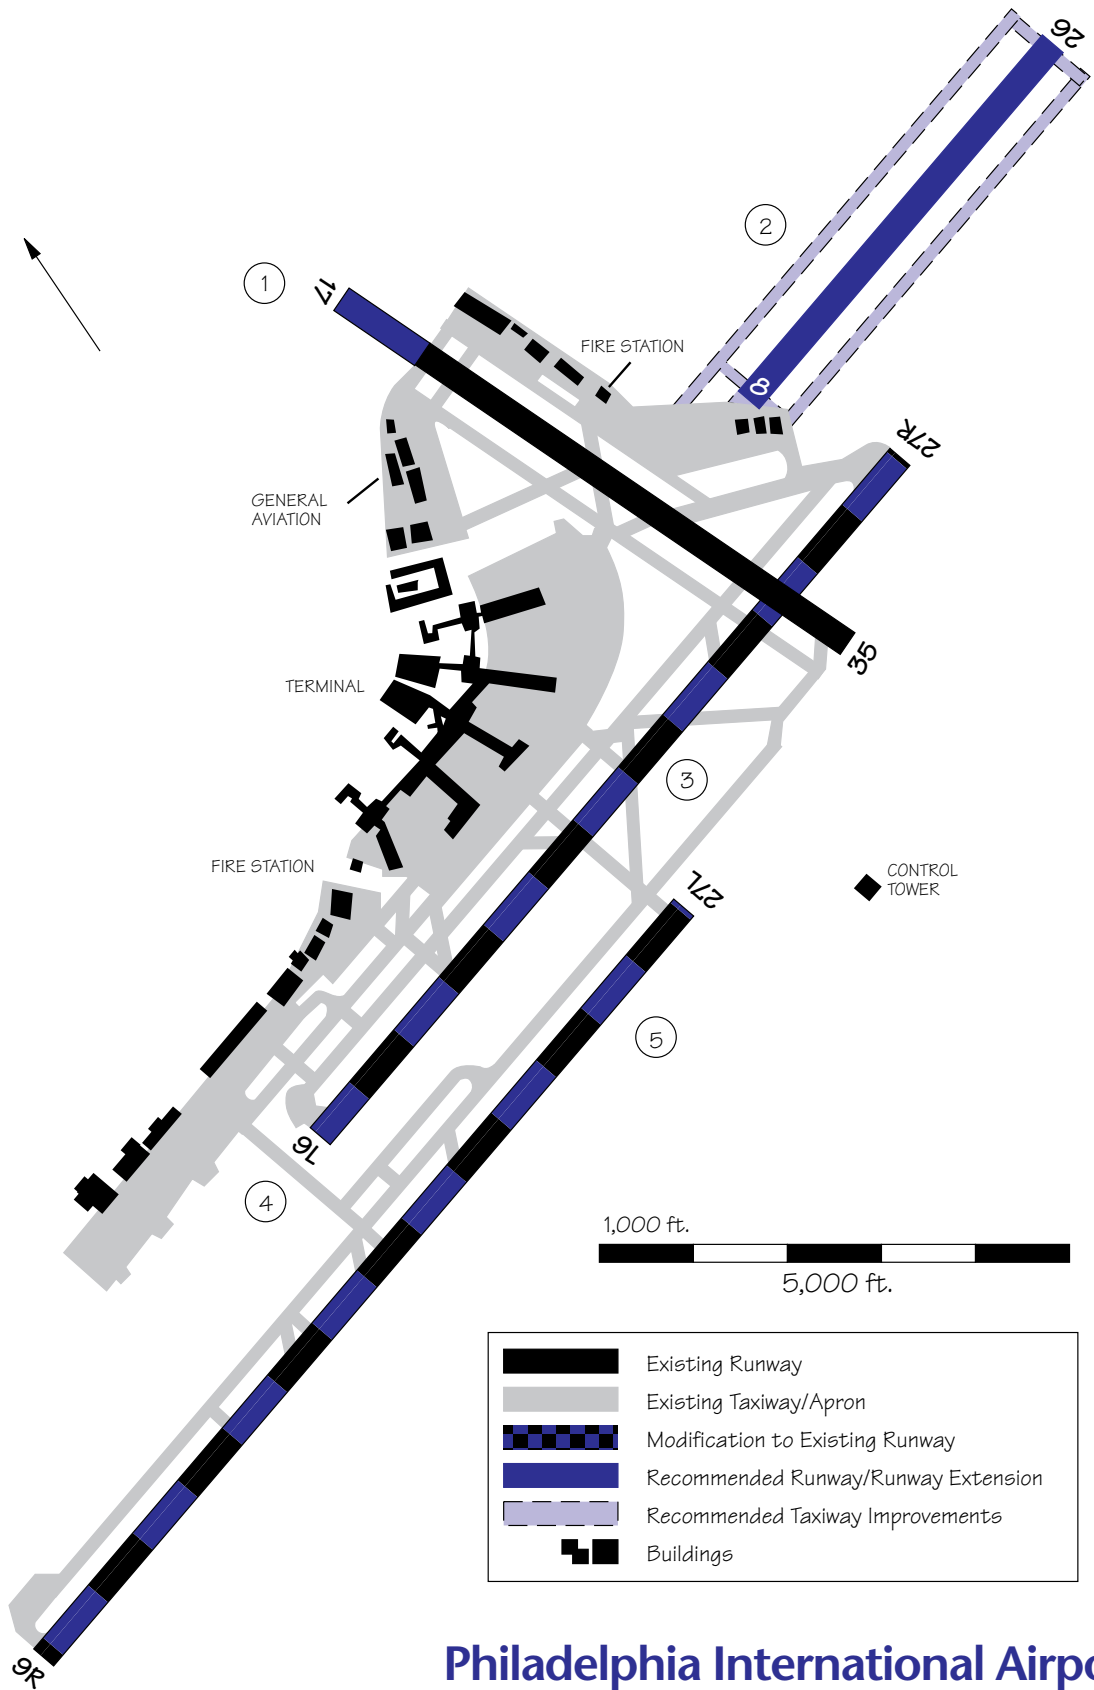 26
2
1
17
FIRE STATION
8
27R
GENERAL
AVIATION
35
TERMINAL
3
FIRE STATION
CONTROL
TOWER
27L
5
9L
4
1,000 ft.
5,000 ft.
Existing Runway
Existing Taxiway/Apron
Modification to Existing Runway
Recommended Runway/Runway Extension
Recommended Taxiway Improvements
Buildings
9R
Philadelphia International Airpo